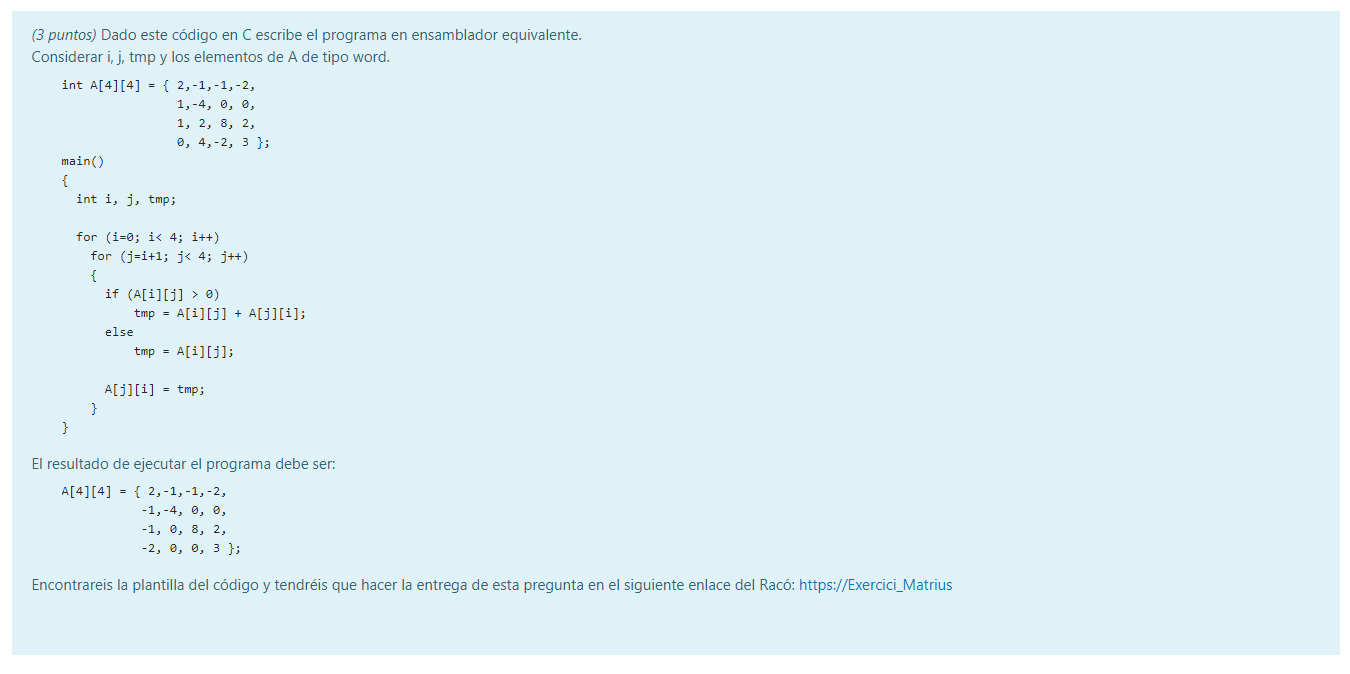 (3 puntos) Dado este código en C escribe el programa en ensamblador equivalente.
Considerar i, j, tmp y los elementos de A de tipo word.
int A[4][4] = { 2,-1,-1,-2,
1,-4, 0, 0,
1, 2, 8, 2,
0, 4,-2, 3 };
main()
{
int i, j, tmp;
for (i=0; i< 4; i++)
for (j=i+1; j< 4; j++)
{
if (A[i][j] > 0)
tmp = A[i][j] + A[j][i];
else
tmp = A[i][j];
A[j][i] = tmp;
}
}
El resultado de ejecutar el programa debe ser:
A[4][4] = { 2,-1,-1,-2,
-1,-4, 0, 0,
-1, 0, 8, 2,
-2, 0, 0, 3 };
Encontrareis la plantilla del código y tendréis que hacer la entrega de esta pregunta en el siguiente enlace del Racó: https://Exercici_Matrius